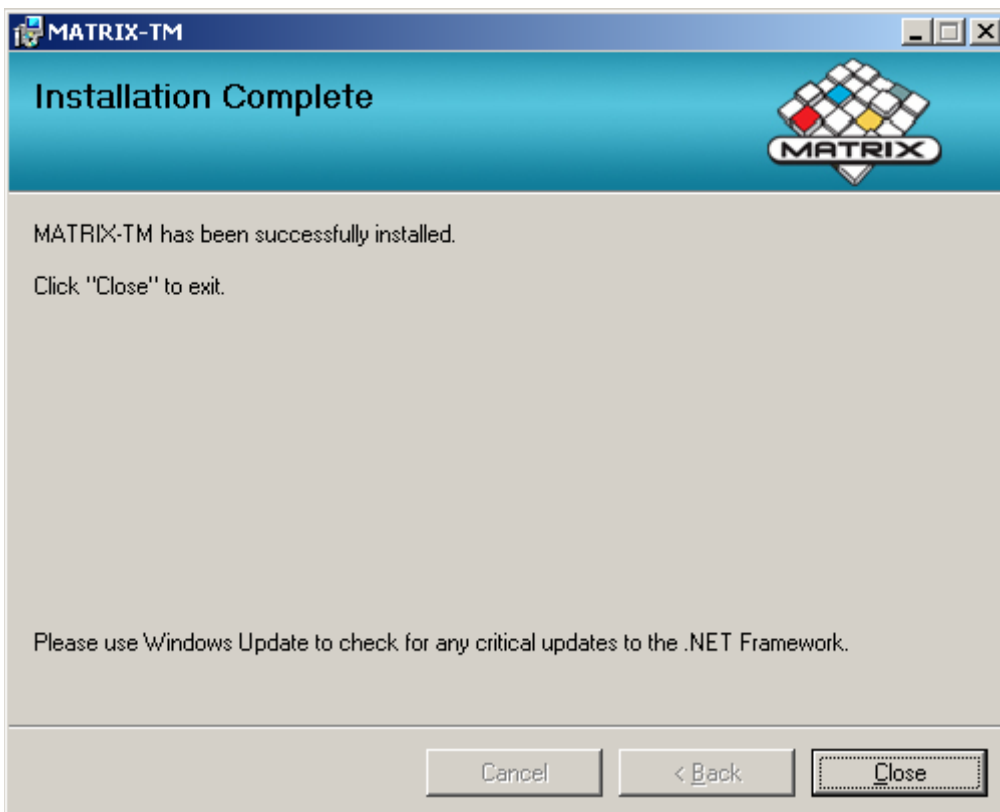 MATRIX-TM
Installation Complete
MATRIX
MATRIX-TM has been successfully installed.
Click "Close" to exit.
Please use Windows Update to check for any critical updates to the .NET Framework.
Cancel
< Back
Close